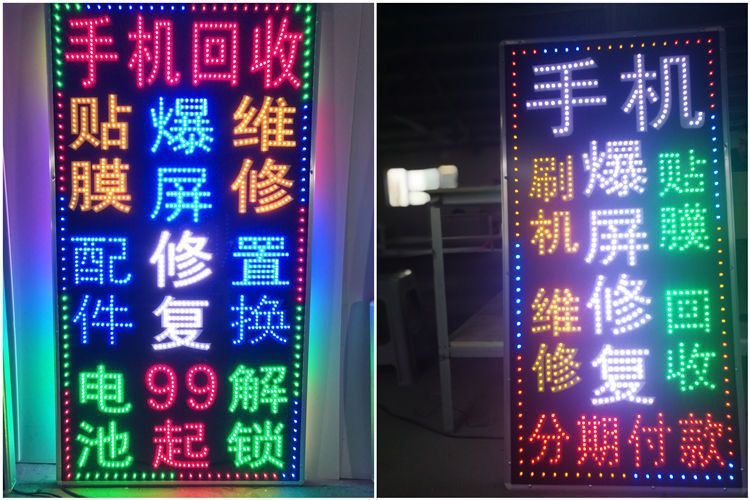 手机回收
贴膜
爆屏
维修
配件
修复
置换
电池
99起
解锁
手机
刷机
爆屏修复
贴膜
维修
回收
分期付款